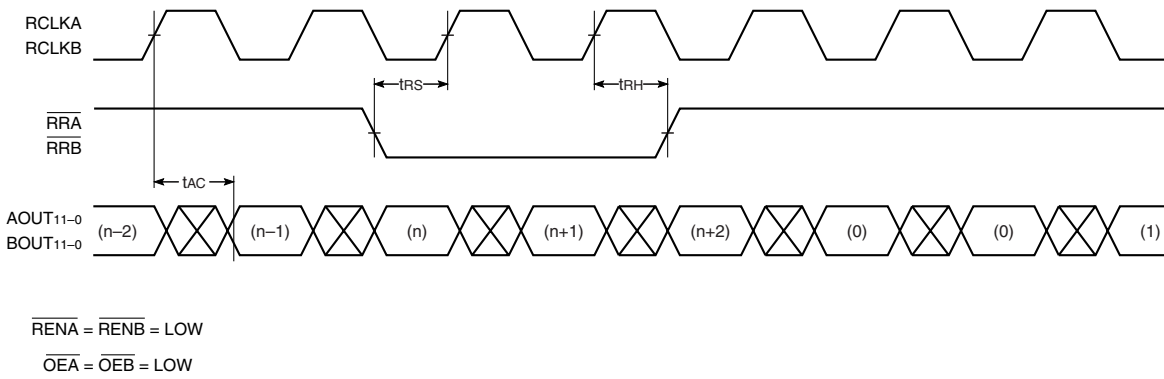 RCLKA
RCLKB
tRS
tRH
RRA
RRB
tAC
AOUT11–0
BOUT11–0
(n–2) (n–1) (n) (n+1) (n+2) (0) (0) (1)
RENA = RENB = LOW
OEA = OEB = LOW